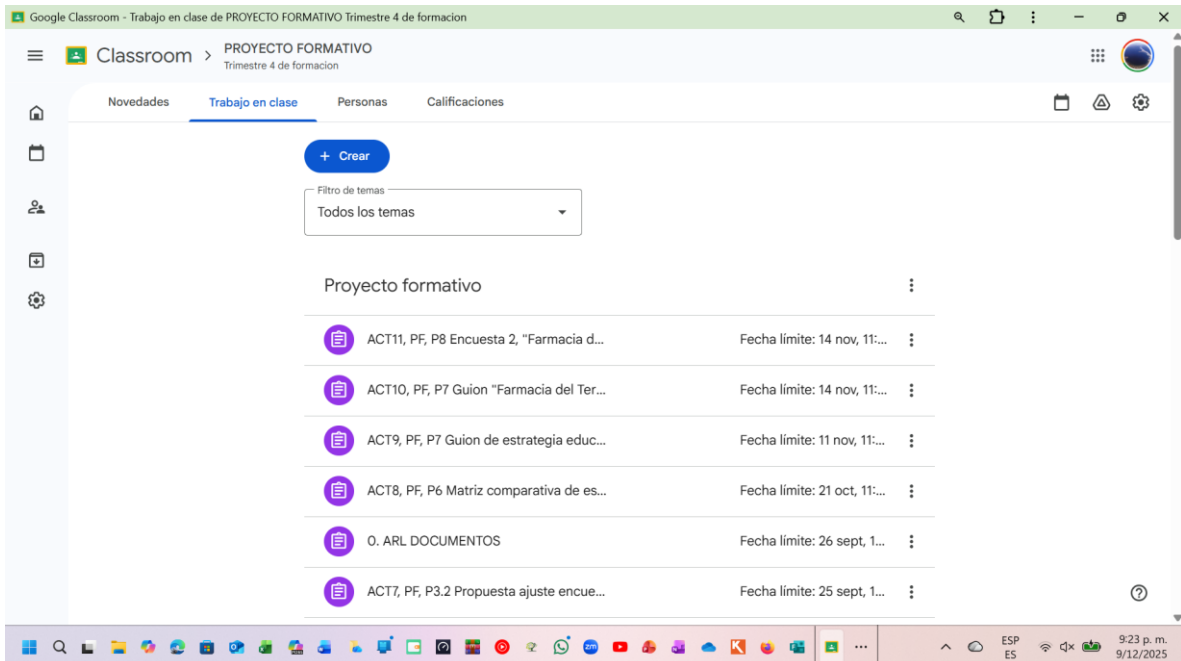 Google Classroom - Trabajo en clase de PROYECTO FORMATIVO Trimestre 4 de formacion
Classroom > PROYECTO FORMATIVO
Trimestre 4 de formacion
Novedades Trabajo en clase Personas Calificaciones
+ Crear
Filtro de temas
Todos los temas
Proyecto formativo
ACT11, PF, P8 Encuesta 2, “Farmacia d... Fecha límite: 14 nov, 11:...
ACT10, PF, P7 Guion “Farmacia del Ter... Fecha límite: 14 nov, 11:...
ACT9, PF, P7 Guion de estrategia educ... Fecha límite: 11 nov, 11:...
ACT8, PF, P6 Matriz comparativa de es... Fecha límite: 21 oct, 11:...
0. ARL DOCUMENTOS Fecha límite: 26 sept, 1...
ACT7, PF, P3.2 Propuesta ajuste encue... Fecha límite: 25 sept, 1...
zm
ESP 9:23 p. m.
ES 9/12/2025